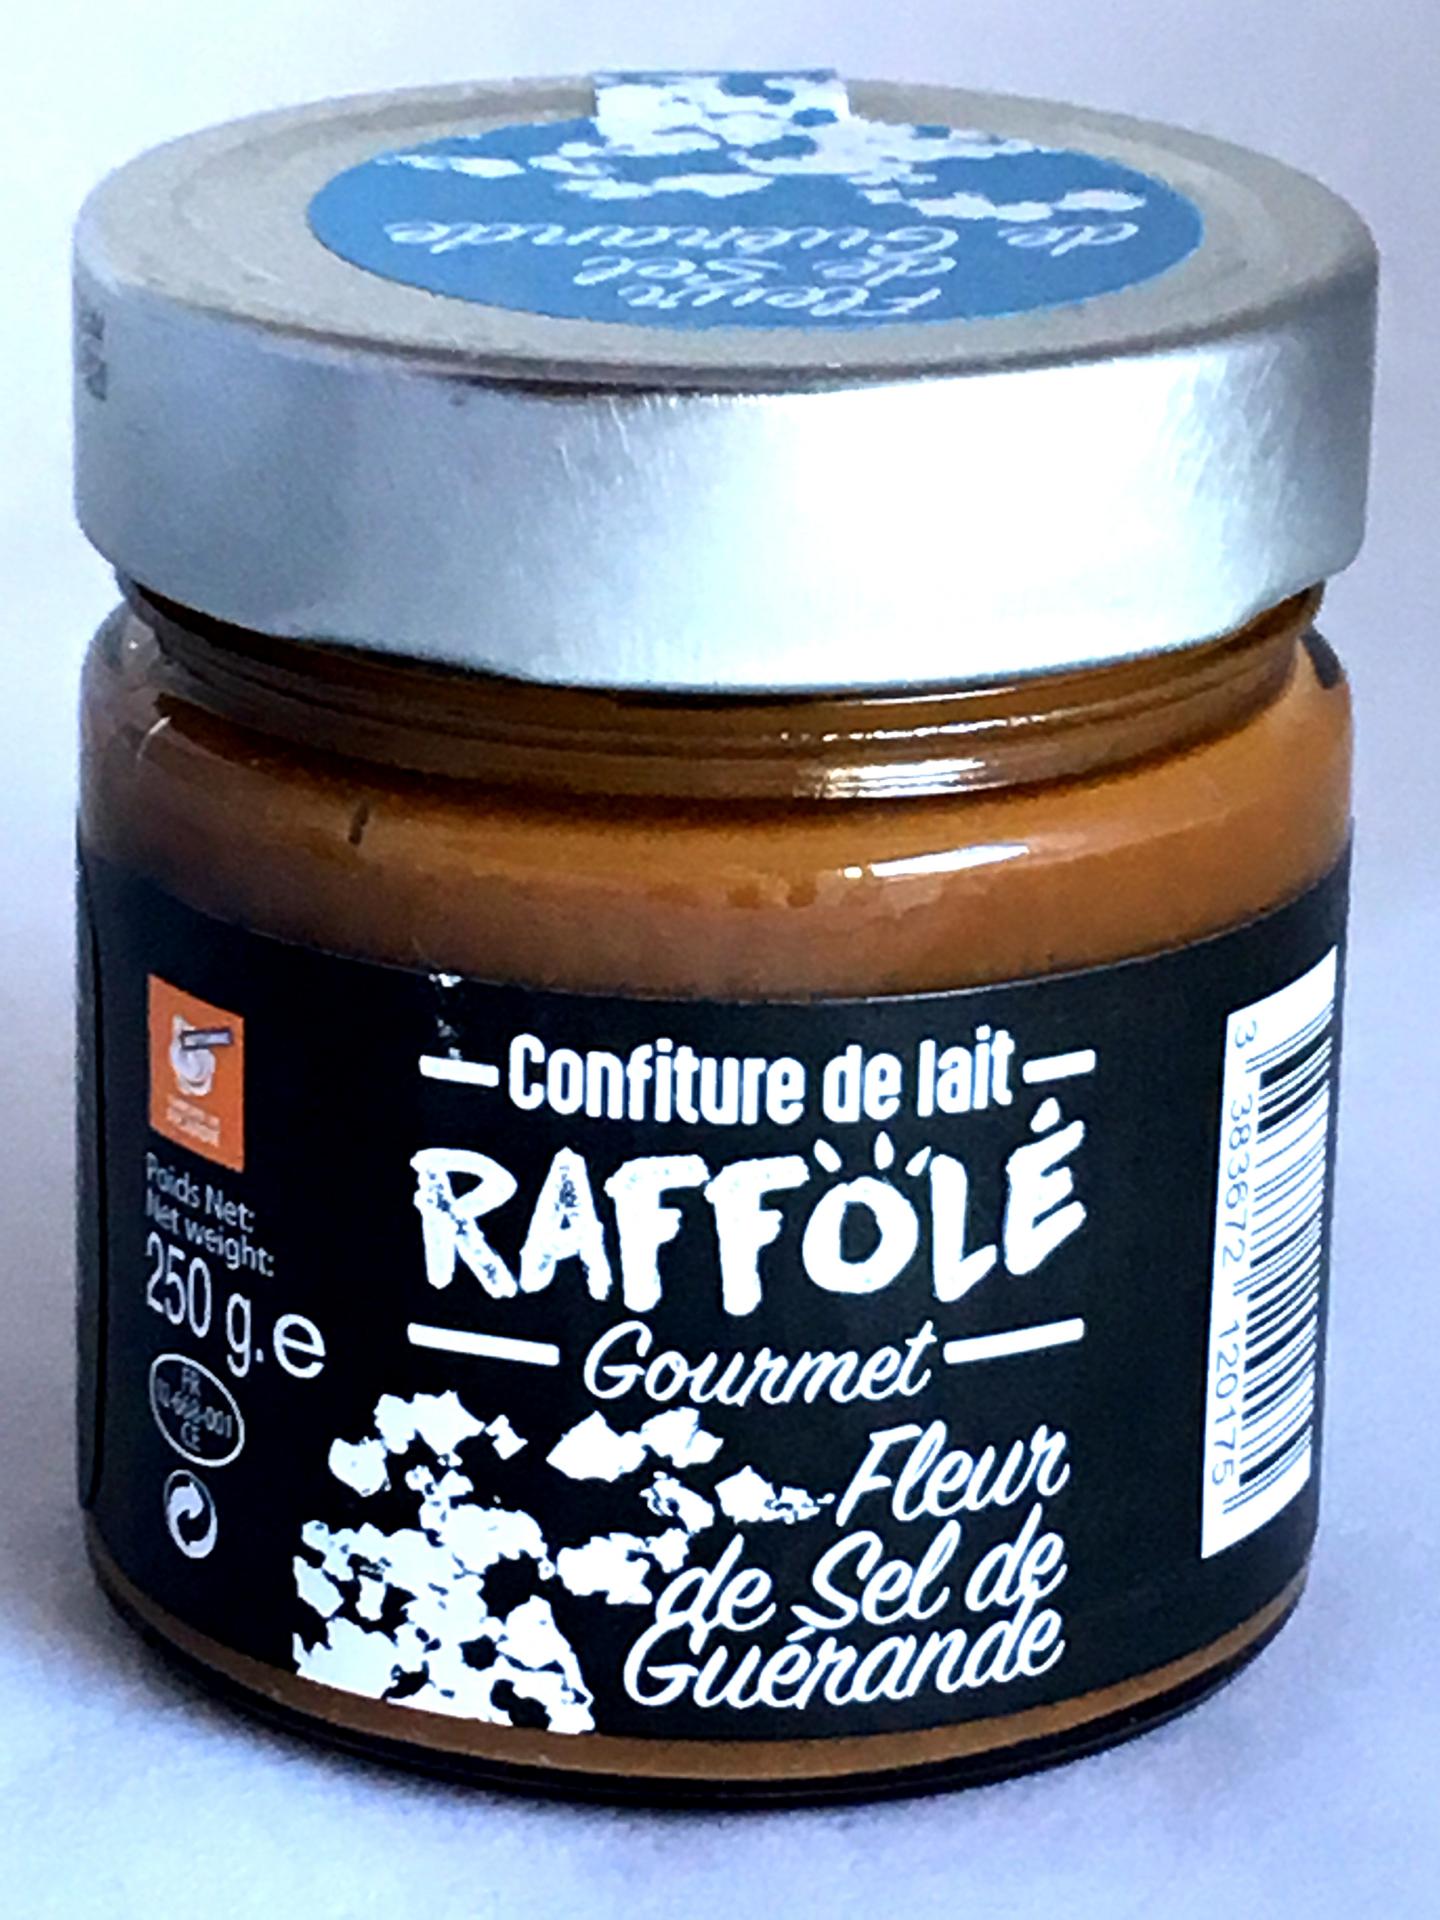 Fleur
de Sel
de Guérande
Confiture de lait
RAFFÖLÉ
Gourmet
Fleur
de Sel de
Guérande
Poids Net:
Net weight:
250 g. e
FR
CE
3 383672 120175